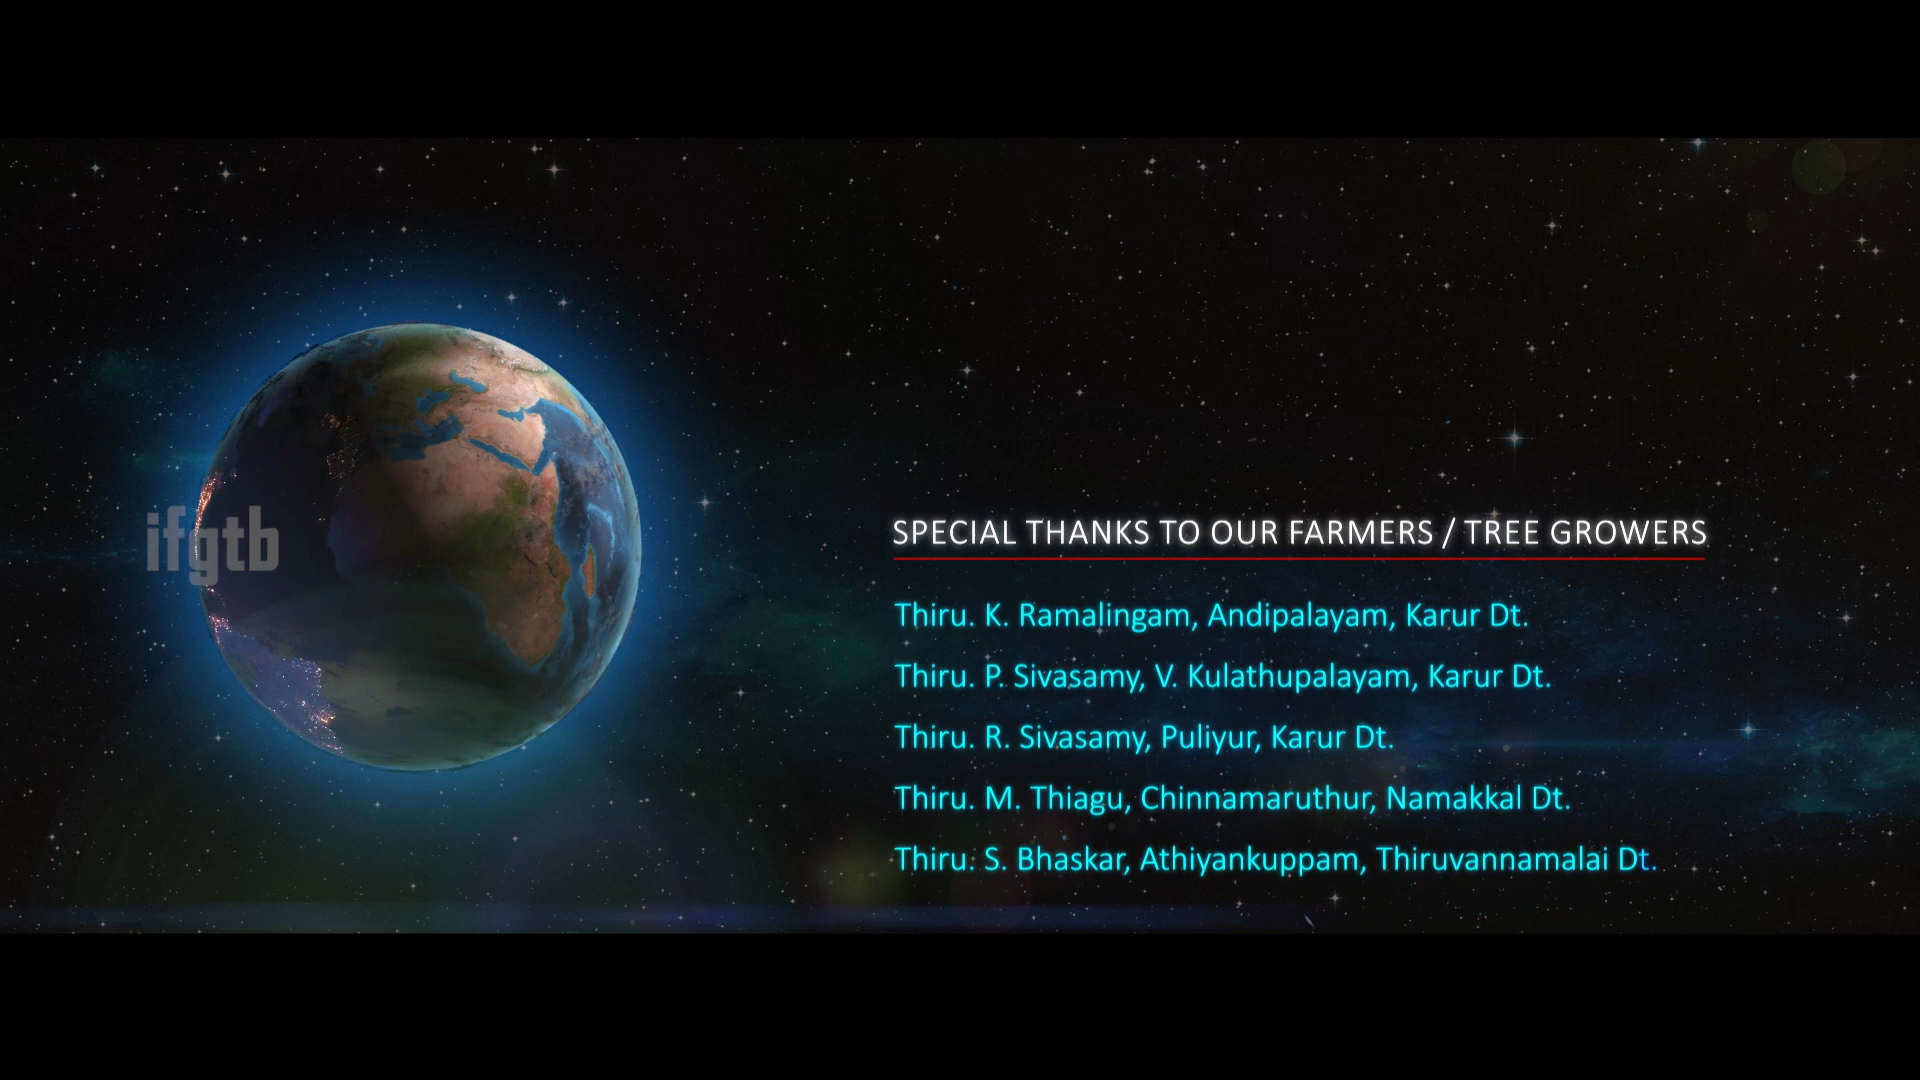 ifgtb
SPECIAL THANKS TO OUR FARMERS / TREE GROWERS
Thiru. K. Ramalingam, Andipalayam, Karur Dt.
Thiru. P. Sivasamy, V. Kulathupalayam, Karur Dt.
Thiru. R. Sivasamy, Puliyur, Karur Dt.
Thiru. M. Thiagu, Chinnamaruthur, Namakkal Dt.
Thiru. S. Bhaskar, Athiyankuppam, Thiruvannamalai Dt.